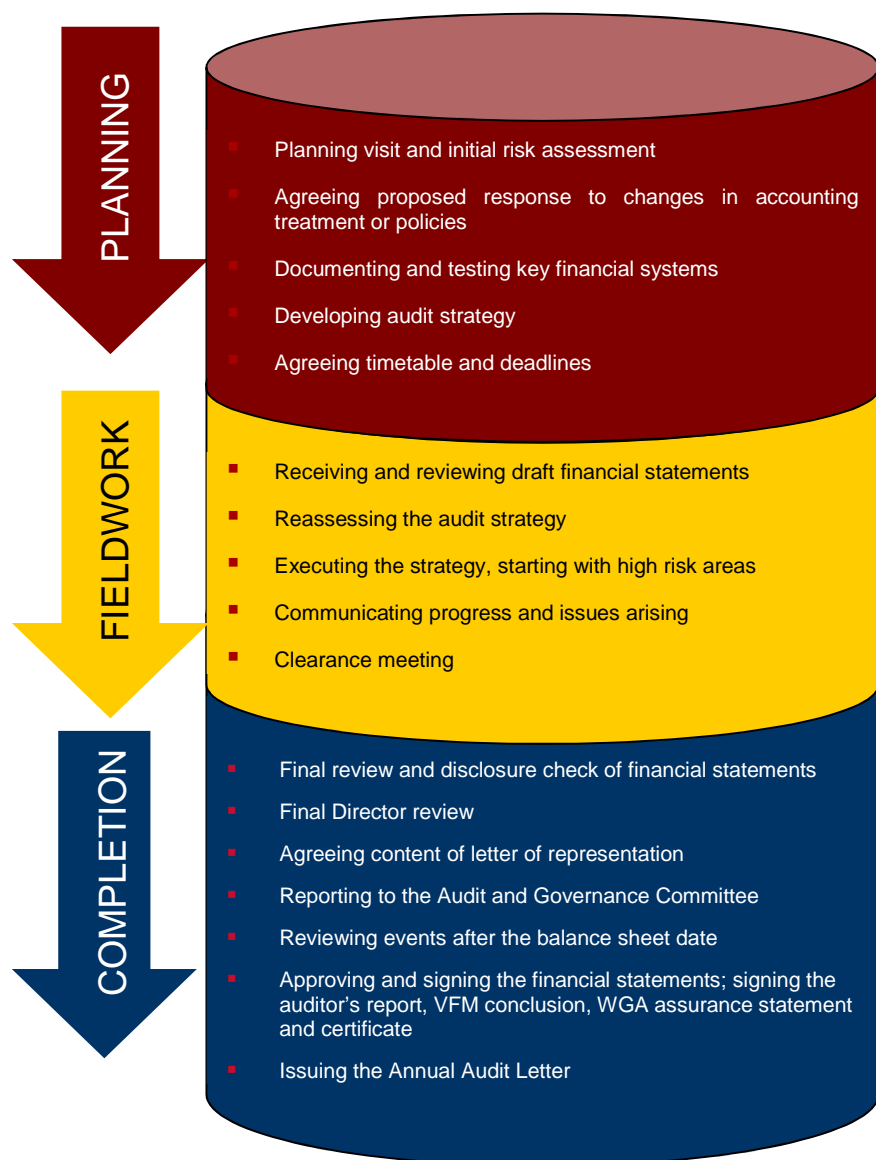 PLANNING
Planning visit and initial risk assessment
Agreeing proposed response to changes in accounting
treatment or policies
Documenting and testing key financial systems
Developing audit strategy
Agreeing timetable and deadlines
FIELDWORK
Receiving and reviewing draft financial statements
Reassessing the audit strategy
Executing the strategy, starting with high risk areas
Communicating progress and issues arising
Clearance meeting
COMPLETION
Final review and disclosure check of financial statements
Final Director review
Agreeing content of letter of representation
Reporting to the Audit and Governance Committee
Reviewing events after the balance sheet date
Approving and signing the financial statements; signing the
auditor's report, VFM conclusion, WGA assurance statement
and certificate
Issuing the Annual Audit Letter